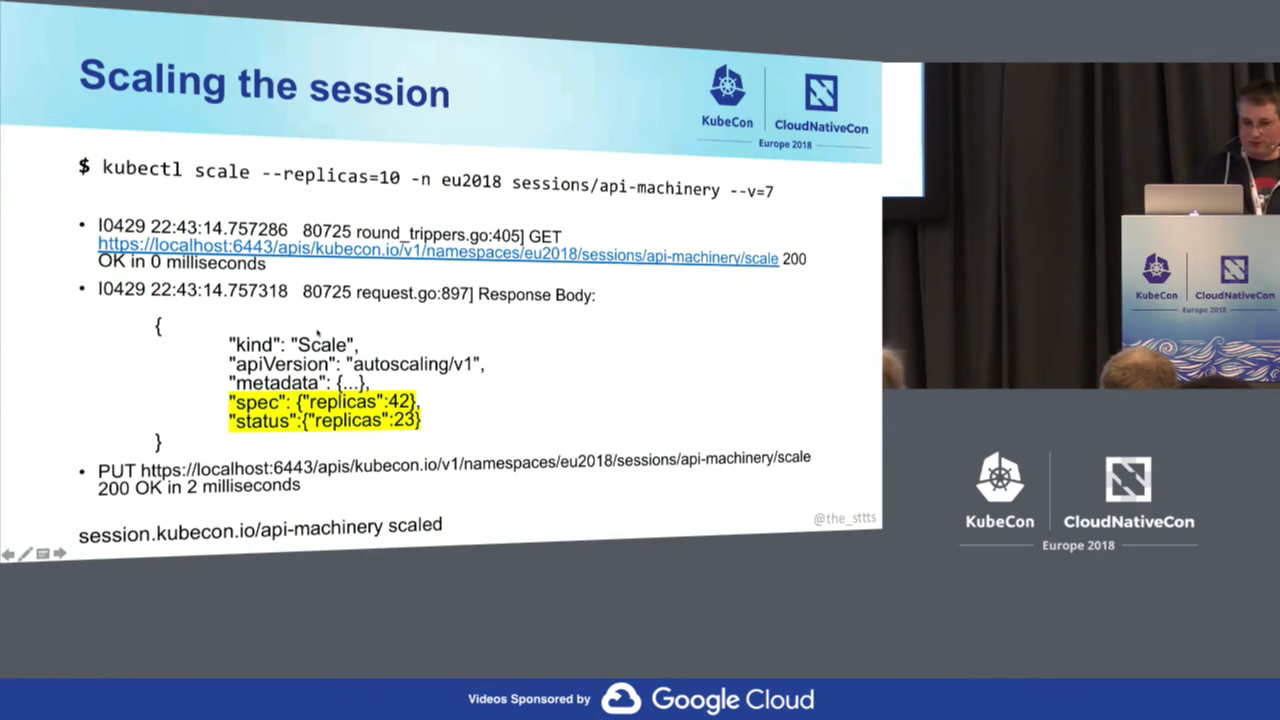 Scaling the session
KubeCon
CloudNativeCon
Europe 2018
$ kubectl scale --replicas=10 -n eu2018 sessions/api-machinery --v=7
• I0429 22:43:14.757286 80725 round_trippers.go:405] GET
https://localhost:6443/apis/kubecon.io/v1/namespaces/eu2018/sessions/api-machinery/scale 200
OK in 0 milliseconds
• I0429 22:43:14.757318 80725 request.go:897] Response Body:
{
"kind": "Scale",
"apiVersion": "autoscaling/v1",
"metadata": {...},
"spec": {"replicas":42},
"status":{"replicas":23}
}
• PUT https://localhost:6443/apis/kubecon.io/v1/namespaces/eu2018/sessions/api-machinery/scale
200 OK in 2 milliseconds
session.kubecon.io/api-machinery scaled
@the_sttts
KubeCon
CloudNativeCon
Europe 2018
KubeCon
CloudNativeCon
Europe 2018
Videos Sponsored by
Google Cloud